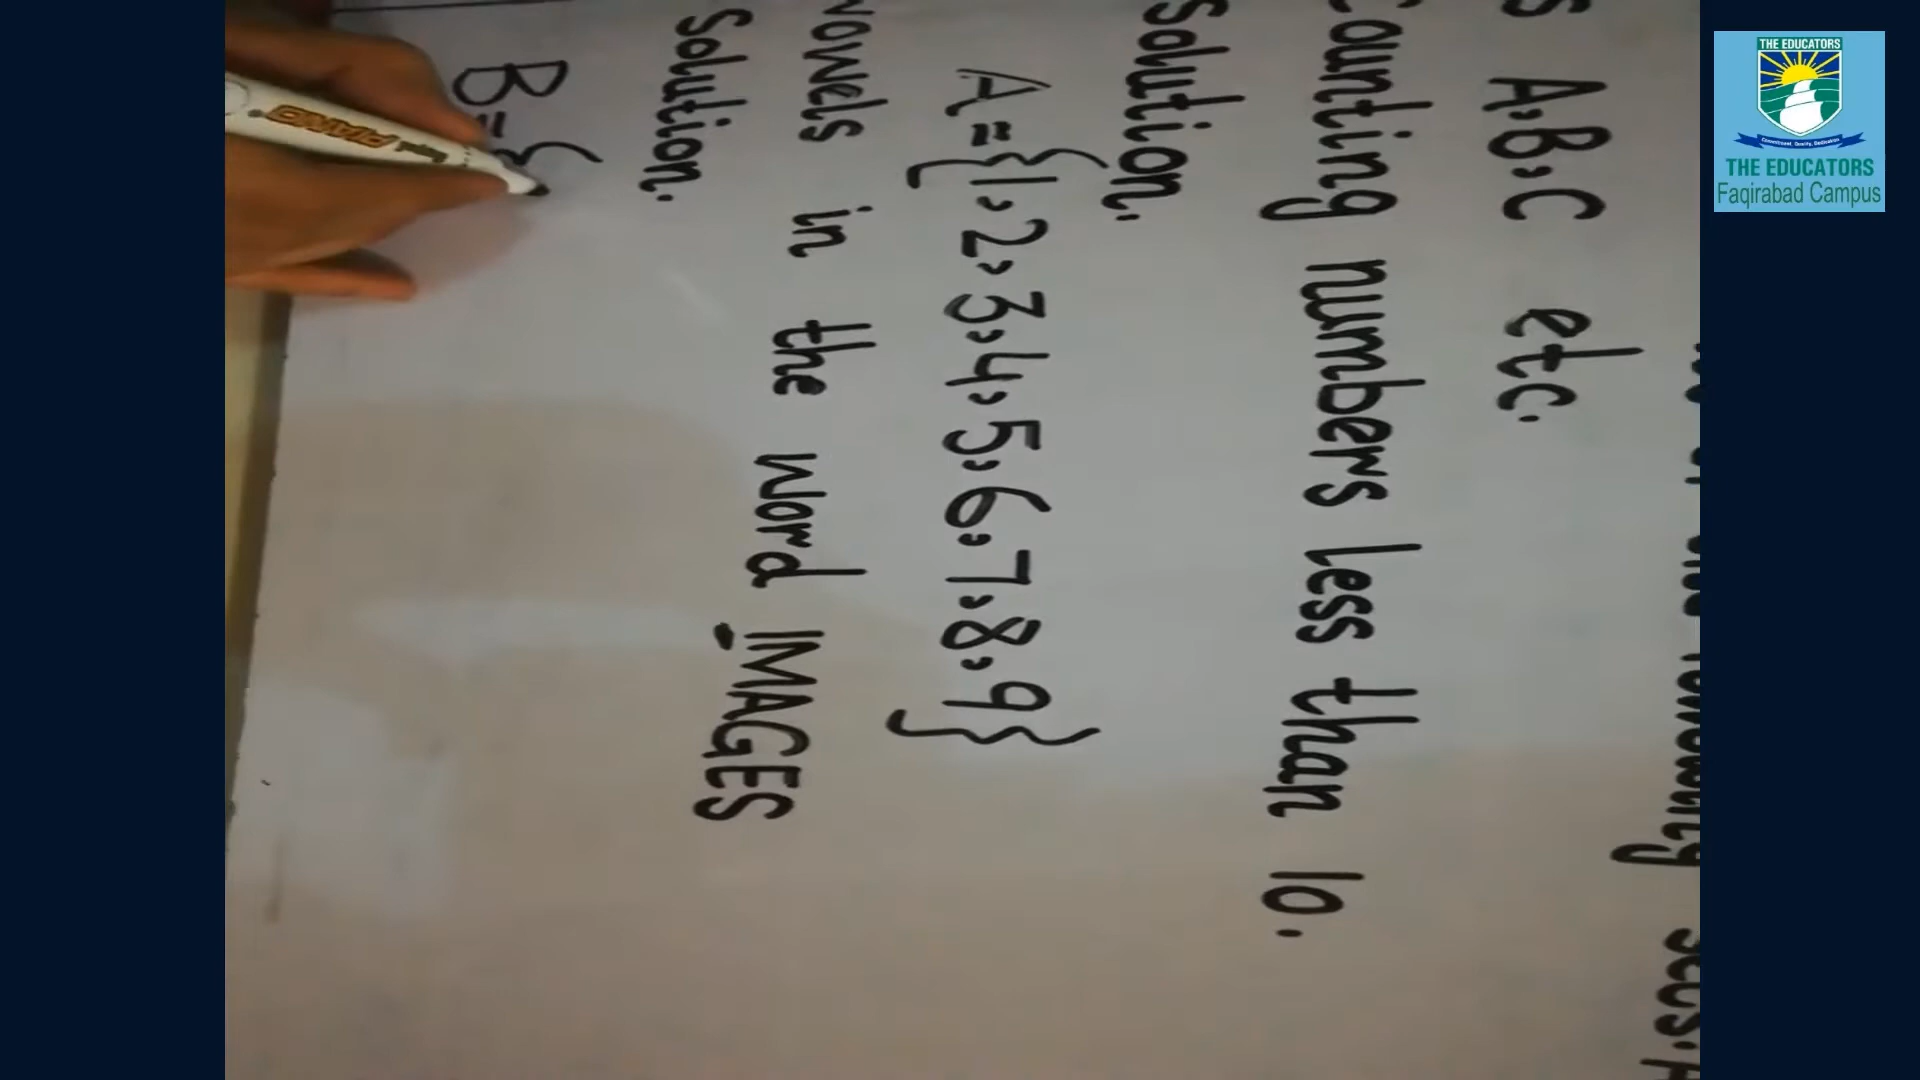 A, B, C etc.
Counting numbers less than 10.
Solution.
A={1,2,3,4,5,6,7,8,9}
vowels in the word IMAGES
Solution.
B={
PIANO
THE EDUCATORS
THE EDUCATORS
Faqirabad Campus